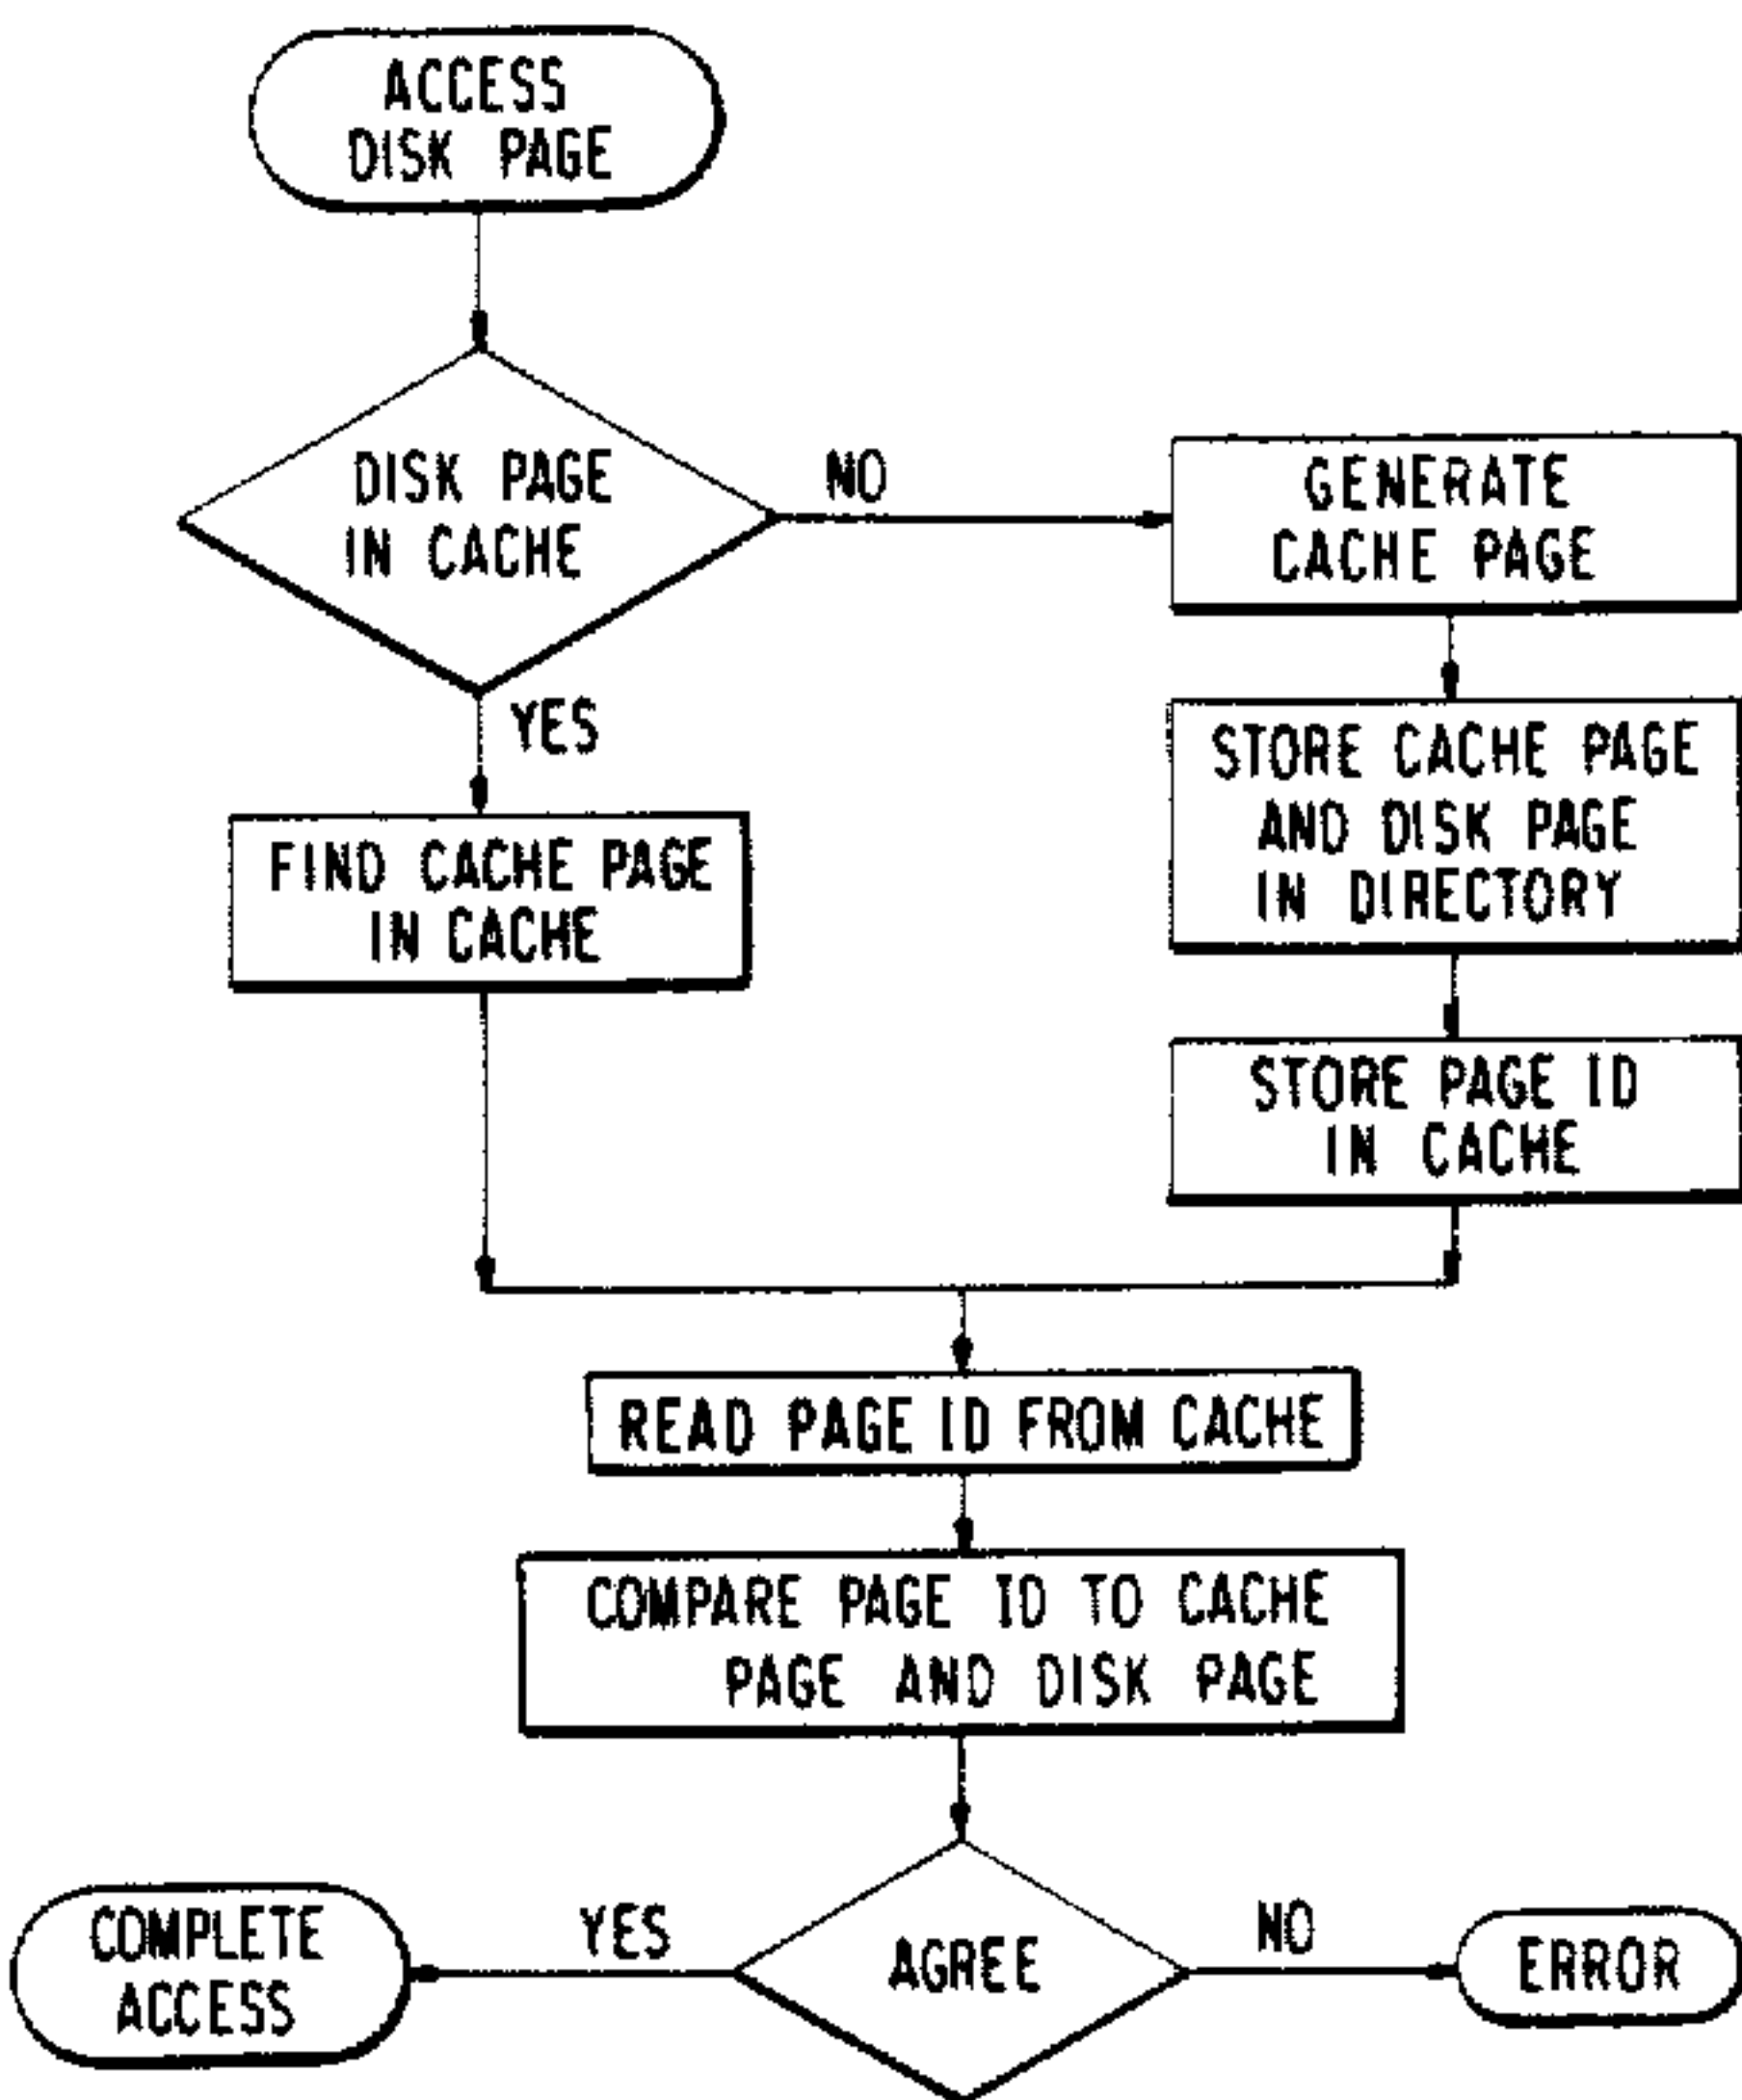 ACCESS
DISK PAGE
DISK PAGE
IN CACHE
NO
GENERATE
CACHE PAGE
YES
STORE CACHE PAGE
AND DISK PAGE
IN DIRECTORY
FIND CACHE PAGE
IN CACHE
STORE PAGE ID
IN CACHE
READ PAGE ID FROM CACHE
COMPARE PAGE ID TO CACHE
PAGE AND DISK PAGE
COMPLETE
ACCESS
YES
AGREE
NO
ERROR